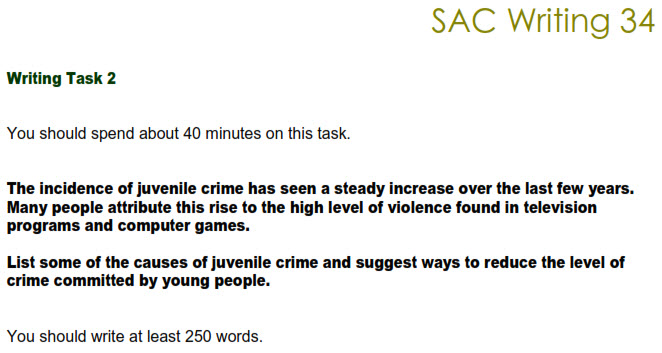 SAC Writing 34
Writing Task 2
You should spend about 40 minutes on this task.
The incidence of juvenile crime has seen a steady increase over the last few years.
Many people attribute this rise to the high level of violence found in television
programs and computer games.
List some of the causes of juvenile crime and suggest ways to reduce the level of
crime committed by young people.
You should write at least 250 words.